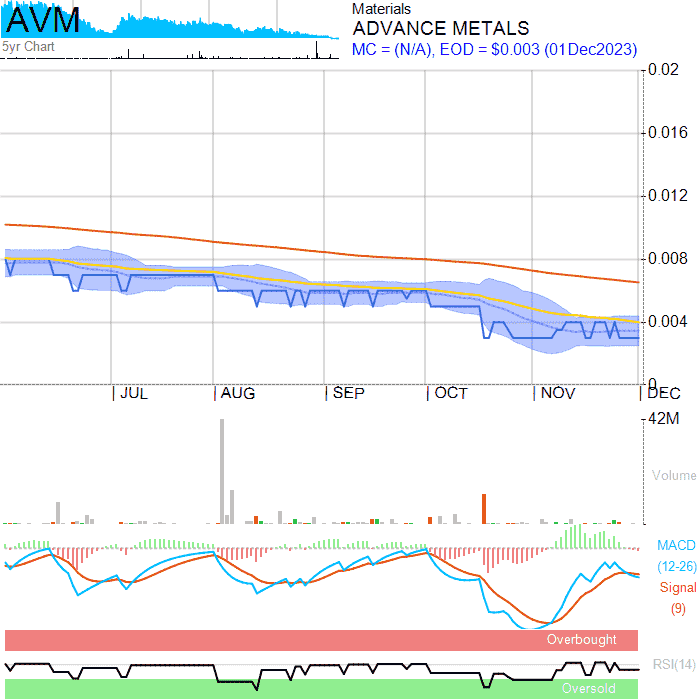 AVM
5yr Chart
Materials
ADVANCE METALS
MC = (N/A), EOD = $0.003 (01Dec2023)
0.02
0.016
0.012
0.008
0.004
0
JUL AUG SEP OCT NOV DEC
42M
Volume
MACD
(12-26)
Signal
(9)
Overbought
RSI(14)
Oversold